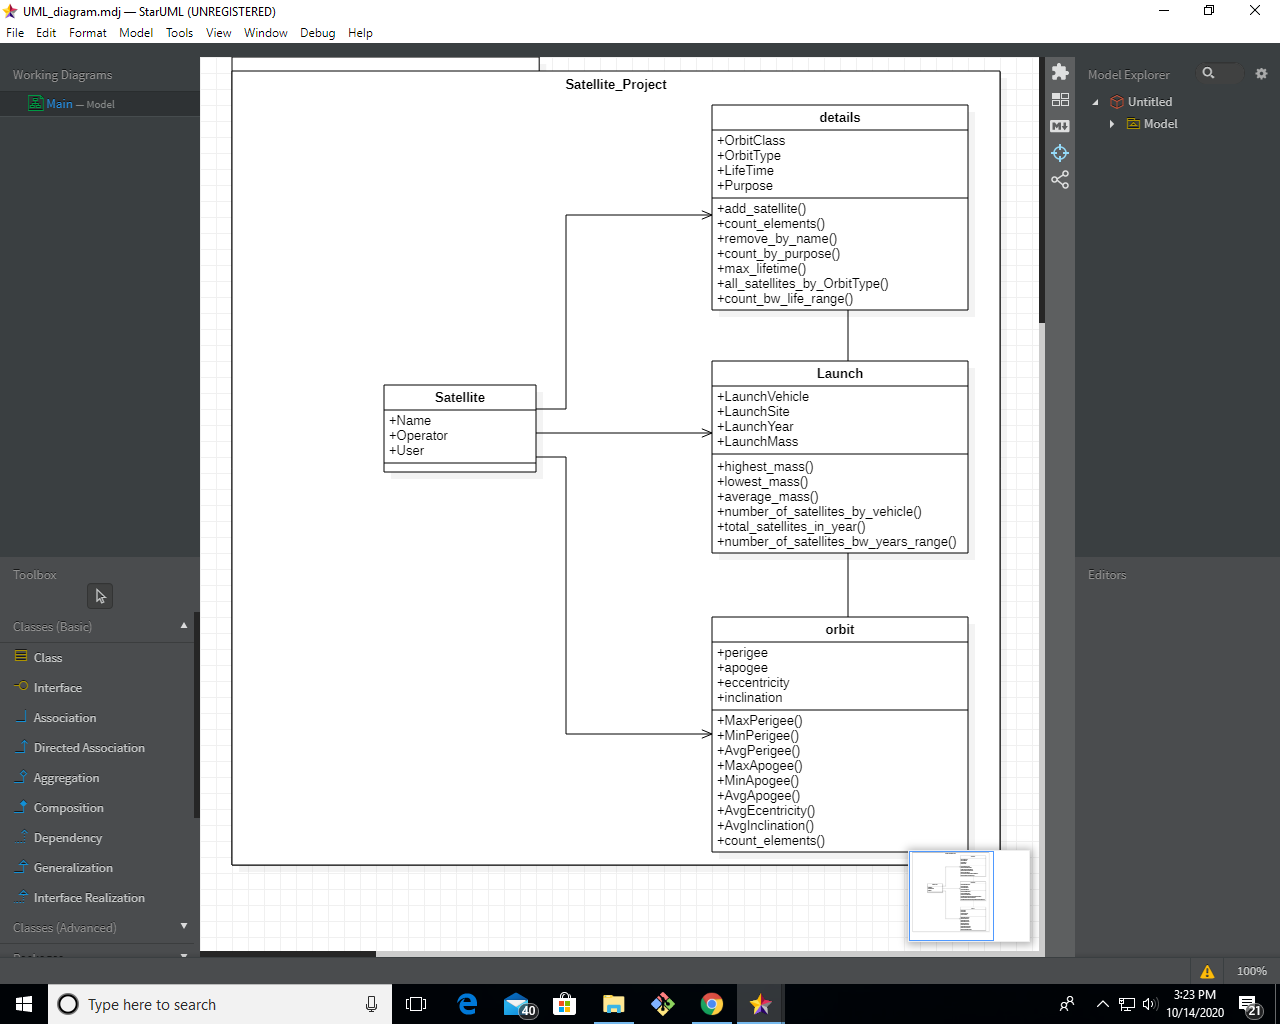 UML_diagram.mdj — StarUML (UNREGISTERED)
File Edit Format Model Tools View Window Debug Help
Working Diagrams
Main — Model
Toolbox
Classes (Basic)
Class
Interface
Association
Directed Association
Aggregation
Composition
Dependency
Generalization
Interface Realization
Classes (Advanced)
Satellite_Project
details
+OrbitClass
+OrbitType
+LifeTime
+Purpose
+add_satellite()
+count_elements()
+remove_by_name()
+count_by_purpose()
+max_lifetime()
+all_satellites_by_OrbitType()
+count_bw_life_range()
Satellite
+Name
+Operator
+User
Launch
+LaunchVehicle
+LaunchSite
+LaunchYear
+LaunchMass
+highest_mass()
+lowest_mass()
+average_mass()
+number_of_satellites_by_vehicle()
+total_satellites_in_year()
+number_of_satellites_bw_years_range()
orbit
+perigee
+apogee
+eccentricity
+inclination
+MaxPerigee()
+MinPerigee()
+AvgPerigee()
+MaxApogee()
+MinApogee()
+AvgApogee()
+AvgEcentricity()
+AvgInclination()
+count_elements()
Model Explorer
Untitled
Model
Editors
100%
Type here to search
40
3:23 PM
10/14/2020
21